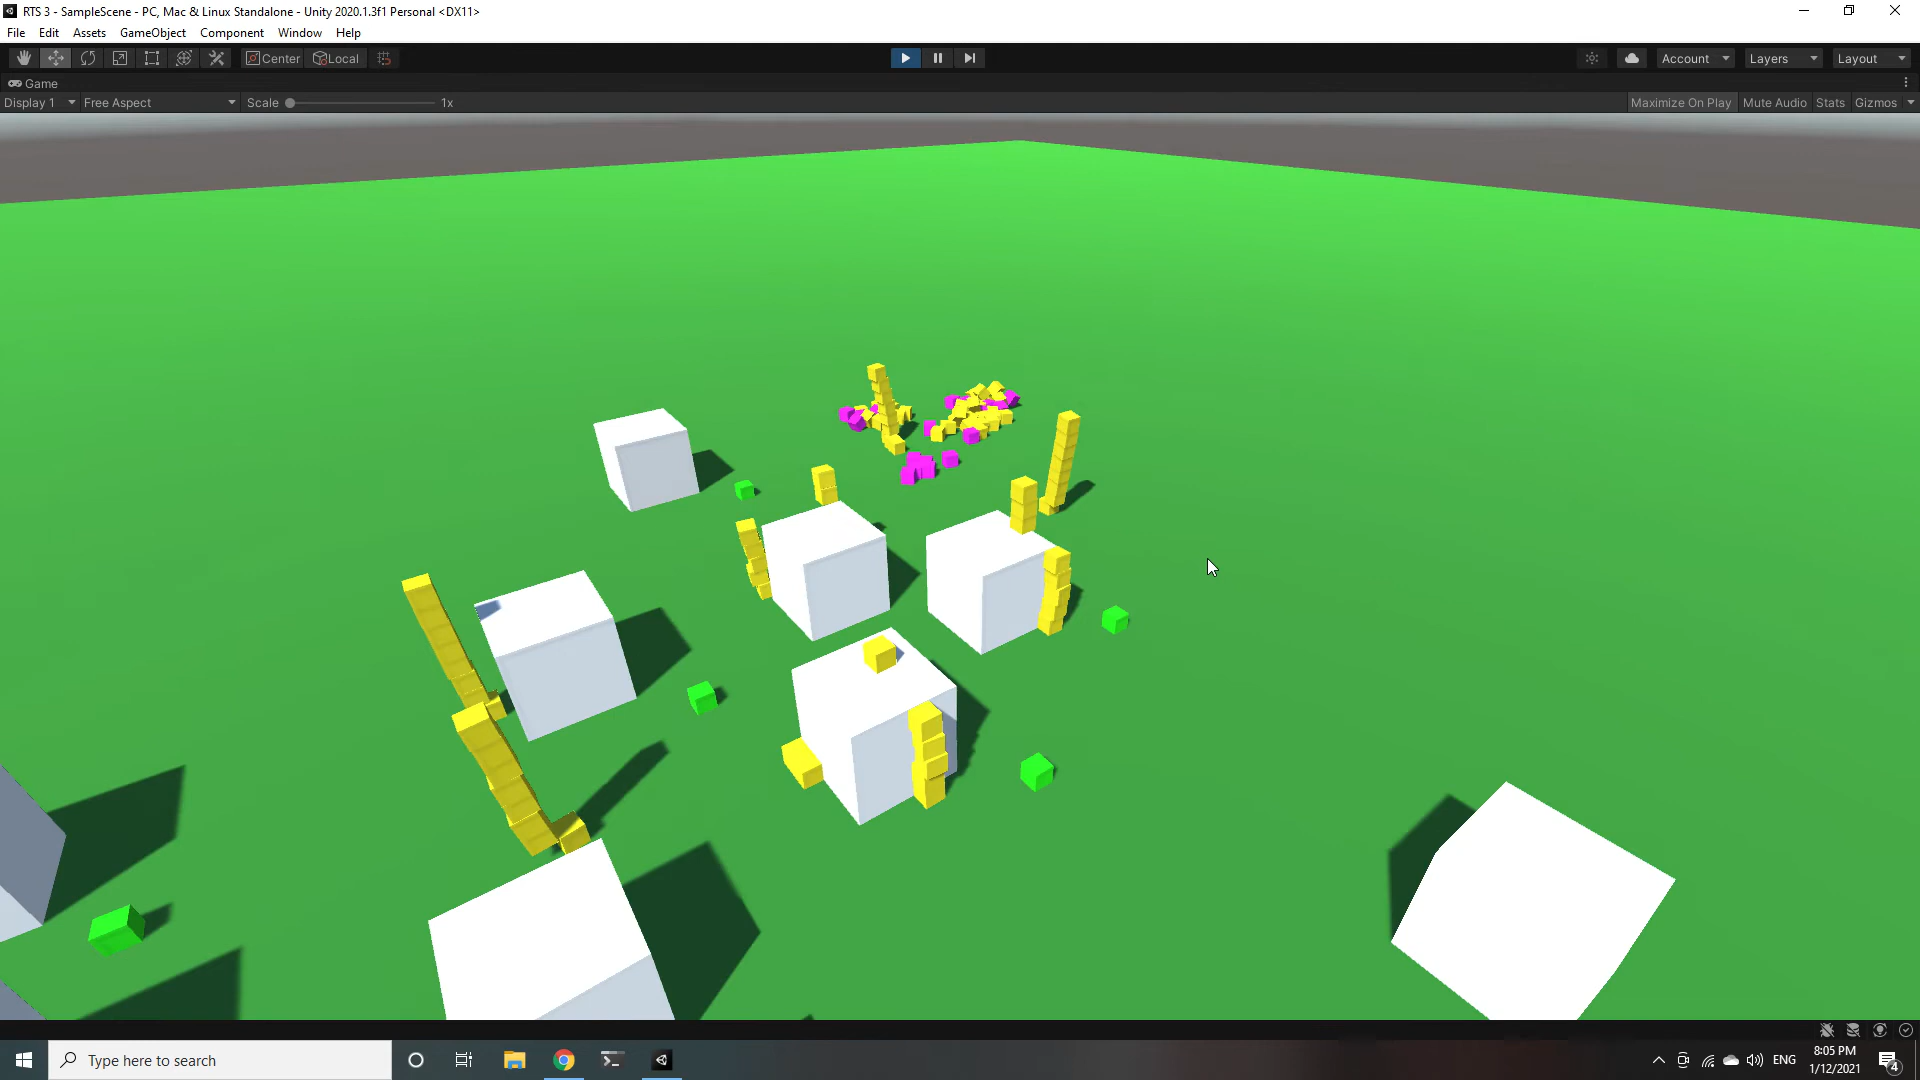 RTS 3 - SampleScene - PC, Mac & Linux Standalone - Unity 2020.1.3f1 Personal <DX11>
File Edit Assets GameObject Component Window Help
Center Local Account Layers Layout
Game
Display 1 Free Aspect Scale 1x Maximize On Play Mute Audio Stats Gizmos
Type here to search
ENG
8:05 PM
1/12/2021
4